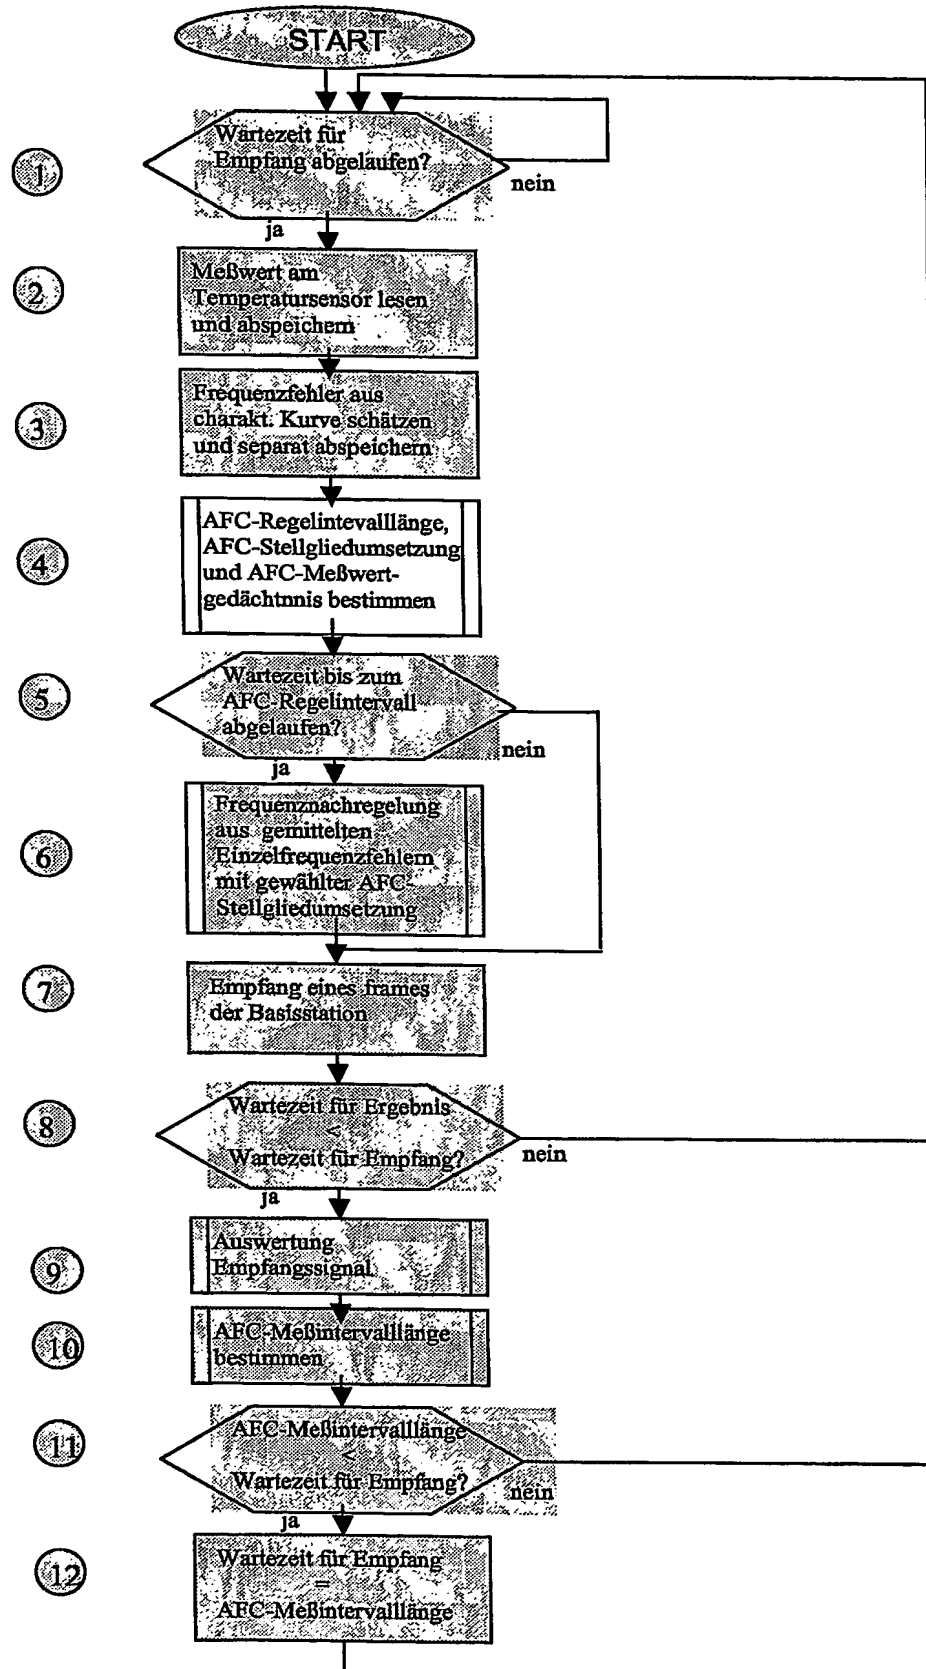 START
Wartezeit für
Empfang abgelaufen?
1
nein
ja
2
Meßwert am
Temperatursensor lesen
und abspeichern
3
Frequenzfehler aus
charakt. Kurve schätzen
und separat abspeichern
4
AFC-Regelintevalllänge,
AFC-Stellgliedumsetzung
und AFC-Meßwert-
gedächtnnis bestimmen
5
Wartezeit bis zum
AFC-Regelintervall
abgelaufen?
nein
ja
6
Frequenznachregelung
aus gemittelten
Einzelfrequenzfehlern
mit gewählter AFC-
Stellgliedumsetzung
7
Empfang eines frames
der Basisstation
8
Wartezeit für Ergebnis
<
Wartezeit für Empfang?
nein
ja
9
Auswertung
Empfangssignal
10
AFC-Meßintervalllänge
bestimmen
11
AFC-Meßintervalllänge
<
Wartezeit für Empfang?
nein
ja
12
Wartezeit für Empfang
=
AFC-Meßintervalllänge